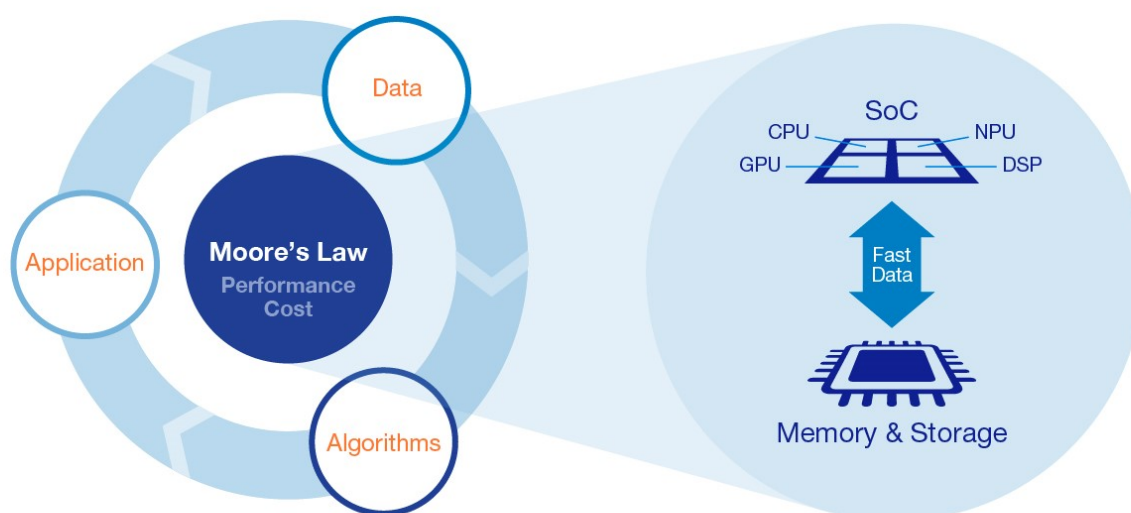 Data
Application
Moore's Law
Performance
Cost
Algorithms
SoC
CPU
NPU
GPU
DSP
Fast
Data
Memory & Storage